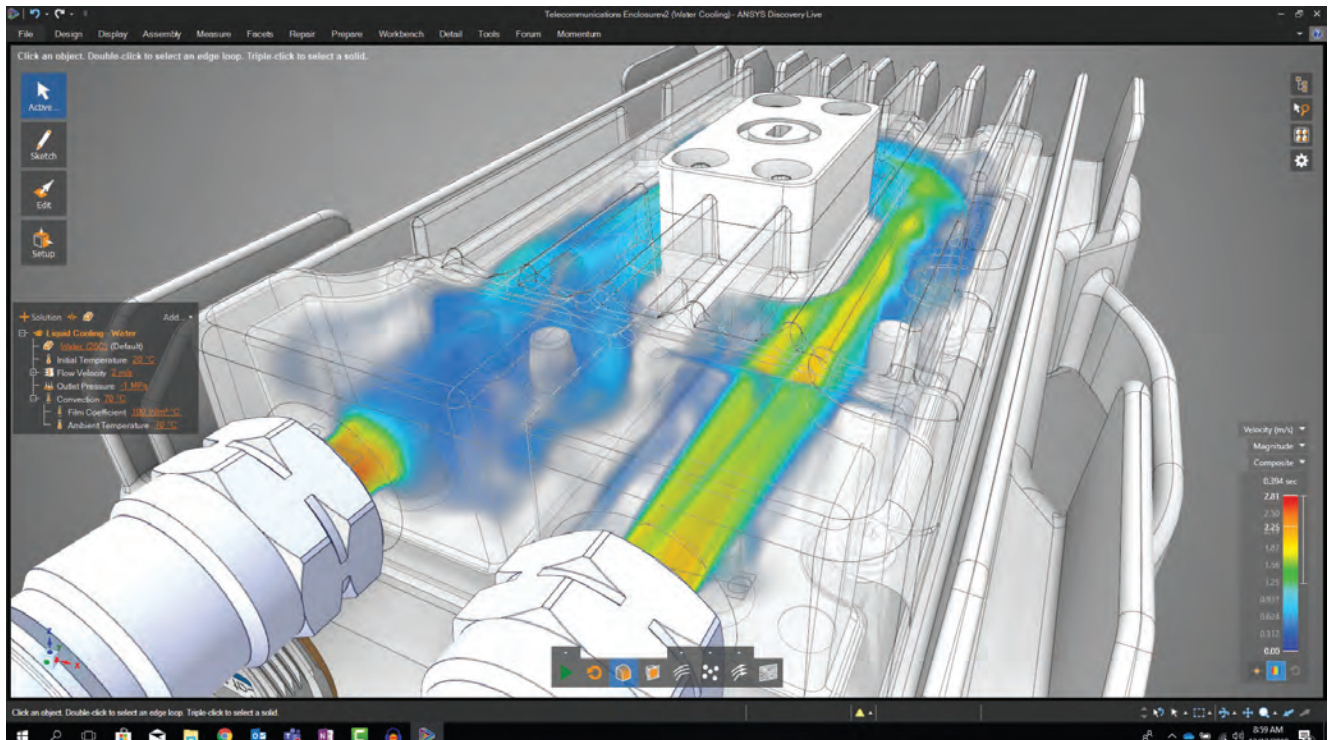 Telecommunications Enclosurev2 (Water Cooling) - ANSYS Discovery Live
File Design Display Assembly Measure Facets Repair Prepare Workbench Detail Tools Forum Momentum
Click an object. Double-click to select an edge loop. Triple-click to select a solid.
Active...
Sketch
Edit
Setup
Solution Add...
Liquid Cooling - Water
(Default)
Initial Temperature 20 °C
Flow Velocity 2 m/s
Outlet Pressure -1 MPa
Convection 70 °C
Film Coefficient
Ambient Temperature
Velocity (m/s)
Magnitude
Composite
0.394 sec
2.81
2.50
2.25
1.87
1.56
1.25
0.937
0.624
0.312
0.00
Z
Y
X
Click an object. Double-click to select an edge loop. Triple-click to select a solid.
8:59 AM